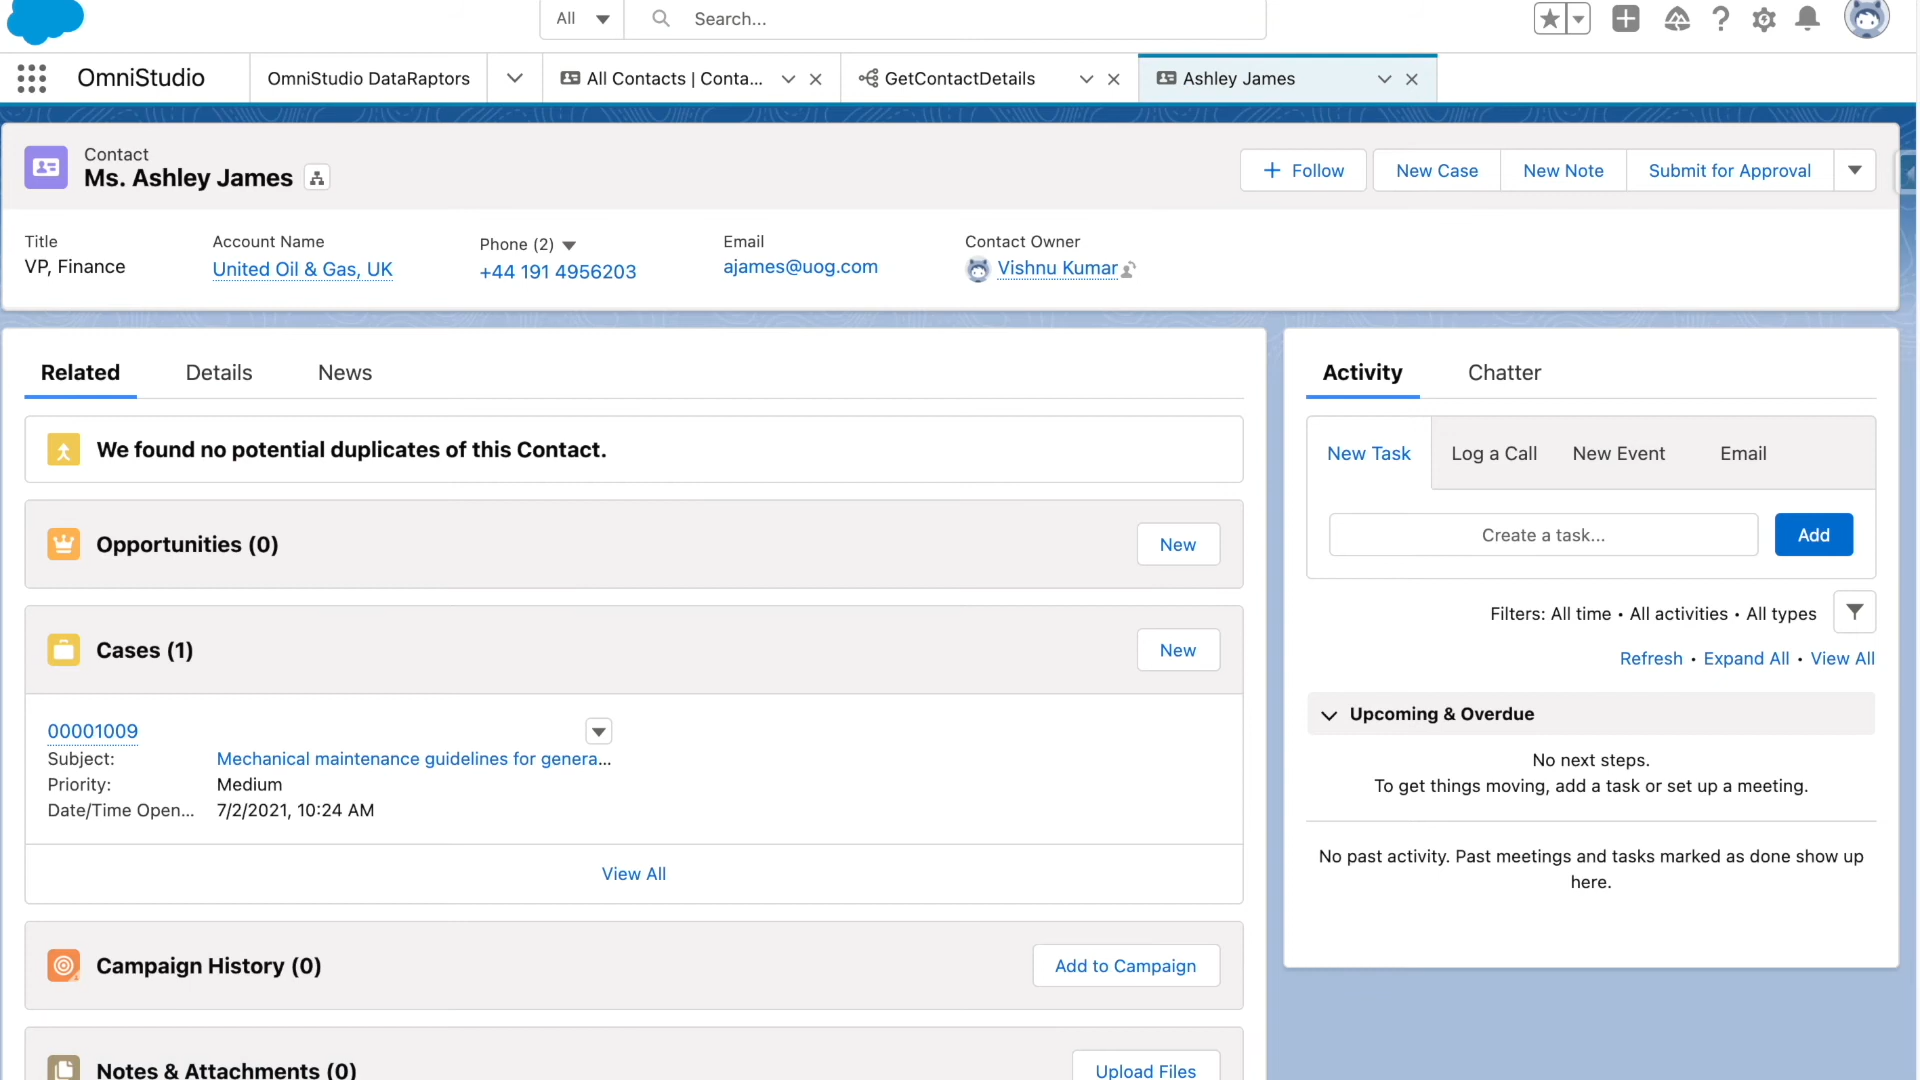 All
Search...
OmniStudio
OmniStudio DataRaptors
All Contacts | Conta...
GetContactDetails
Ashley James
Contact
Ms. Ashley James
Follow
New Case
New Note
Submit for Approval
Title
VP, Finance
Account Name
United Oil & Gas, UK
Phone (2)
+44 191 4956203
Email
ajames@uog.com
Contact Owner
Vishnu Kumar
Related
Details
News
We found no potential duplicates of this Contact.
Opportunities (0)
New
Cases (1)
New
00001009
Subject: Mechanical maintenance guidelines for genera...
Priority: Medium
Date/Time Open... 7/2/2021, 10:24 AM
View All
Campaign History (0)
Add to Campaign
Notes & Attachments (0)
Upload Files
Activity
Chatter
New Task
Log a Call
New Event
Email
Create a task...
Add
Filters: All time • All activities • All types
Refresh • Expand All • View All
Upcoming & Overdue
No next steps.
To get things moving, add a task or set up a meeting.
No past activity. Past meetings and tasks marked as done show up
here.